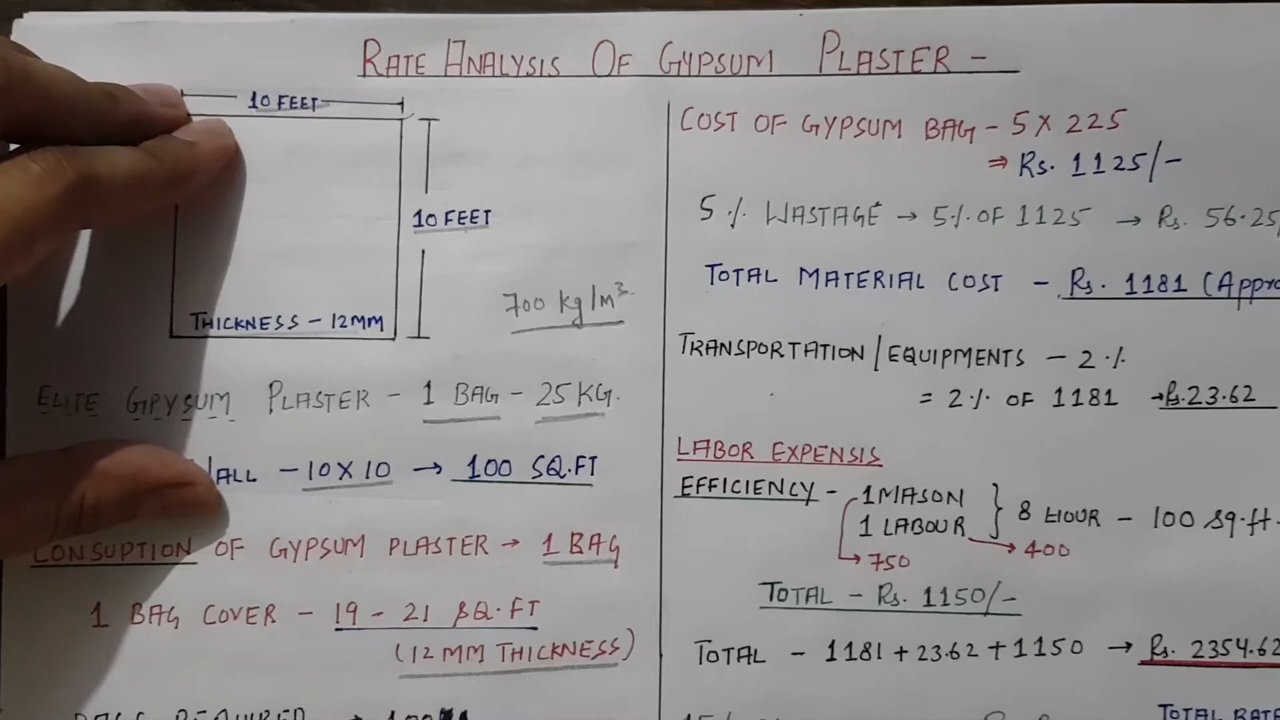 RATE ANALYSIS OF GYPSUM PLASTER -
10 FEET
10 FEET
THICKNESS - 12MM
700 kg/m³
ELITE GPYSUM PLASTER - 1 BAG - 25 KG.
- 10 X 10 → 100 SQ.FT
CONSUPTION OF GYPSUM PLASTER → 1 BAG
1 BAG COVER - 19 - 21 SQ.FT
(12 MM THICKNESS)
COST OF GYPSUM BAG - 5 X 225
⇒ Rs. 1125/-
5 % WASTAGE → 5% OF 1125 → Rs. 56.25
TOTAL MATERIAL COST - Rs. 1181 (Appro
TRANSPORTATION / EQUIPMENTS - 2 %
= 2% OF 1181 → Rs. 23.62
LABOR EXPENSIS
EFFICIENCY - 1 MASON
1 LABOUR } 8 HOUR - 100 sq.ft.
→ 400
→ 750
TOTAL - Rs. 1150/-
TOTAL - 1181 + 23.62 + 1150 → Rs. 2354.62
TOTAL RATE